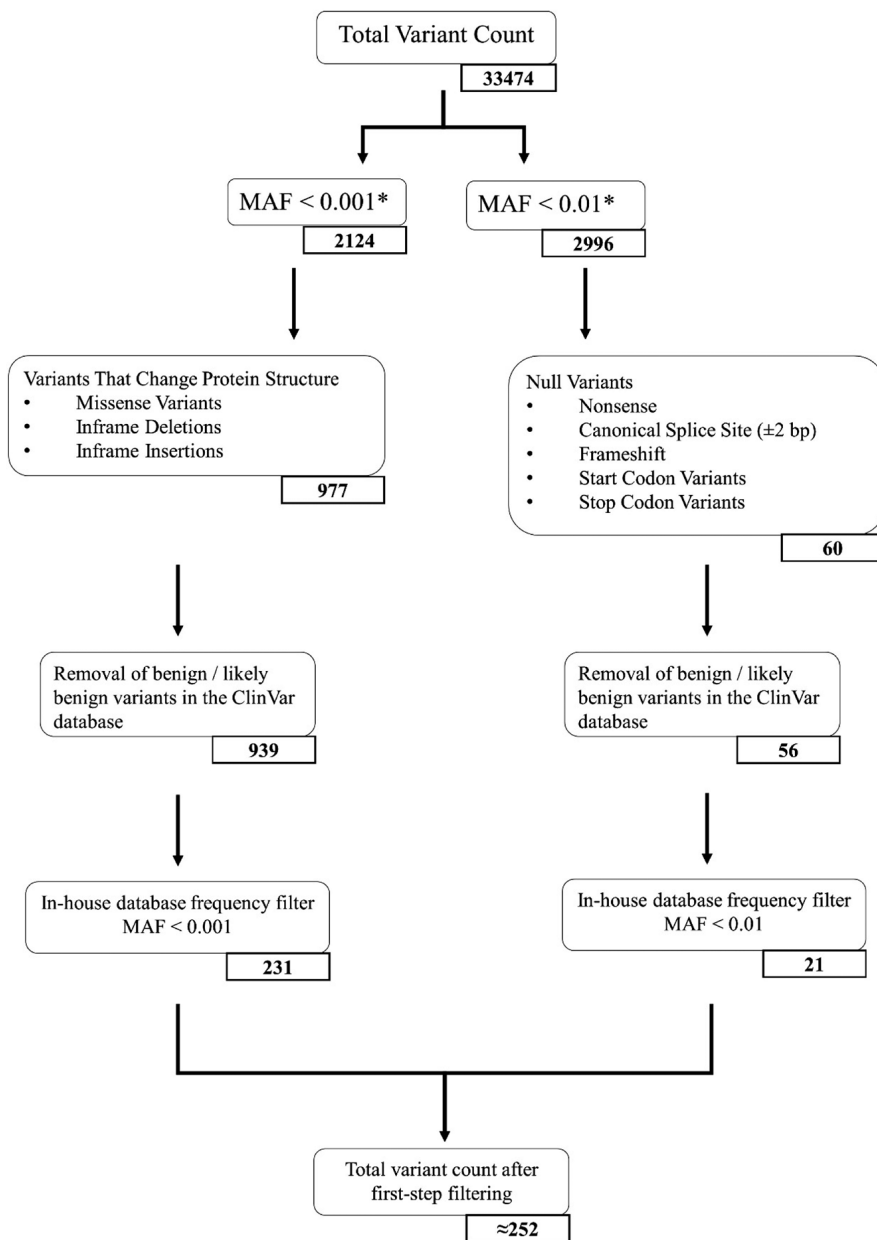 Total Variant Count
33474
MAF < 0.001*
2124
MAF < 0.01*
2996
Variants That Change Protein Structure
• Missense Variants
• Inframe Deletions
• Inframe Insertions
977
Null Variants
• Nonsense
• Canonical Splice Site (±2 bp)
• Frameshift
• Start Codon Variants
• Stop Codon Variants
60
Removal of benign / likely
benign variants in the ClinVar
database
939
Removal of benign / likely
benign variants in the ClinVar
database
56
In-house database frequency filter
MAF < 0.001
231
In-house database frequency filter
MAF < 0.01
21
Total variant count after
first-step filtering
≈252